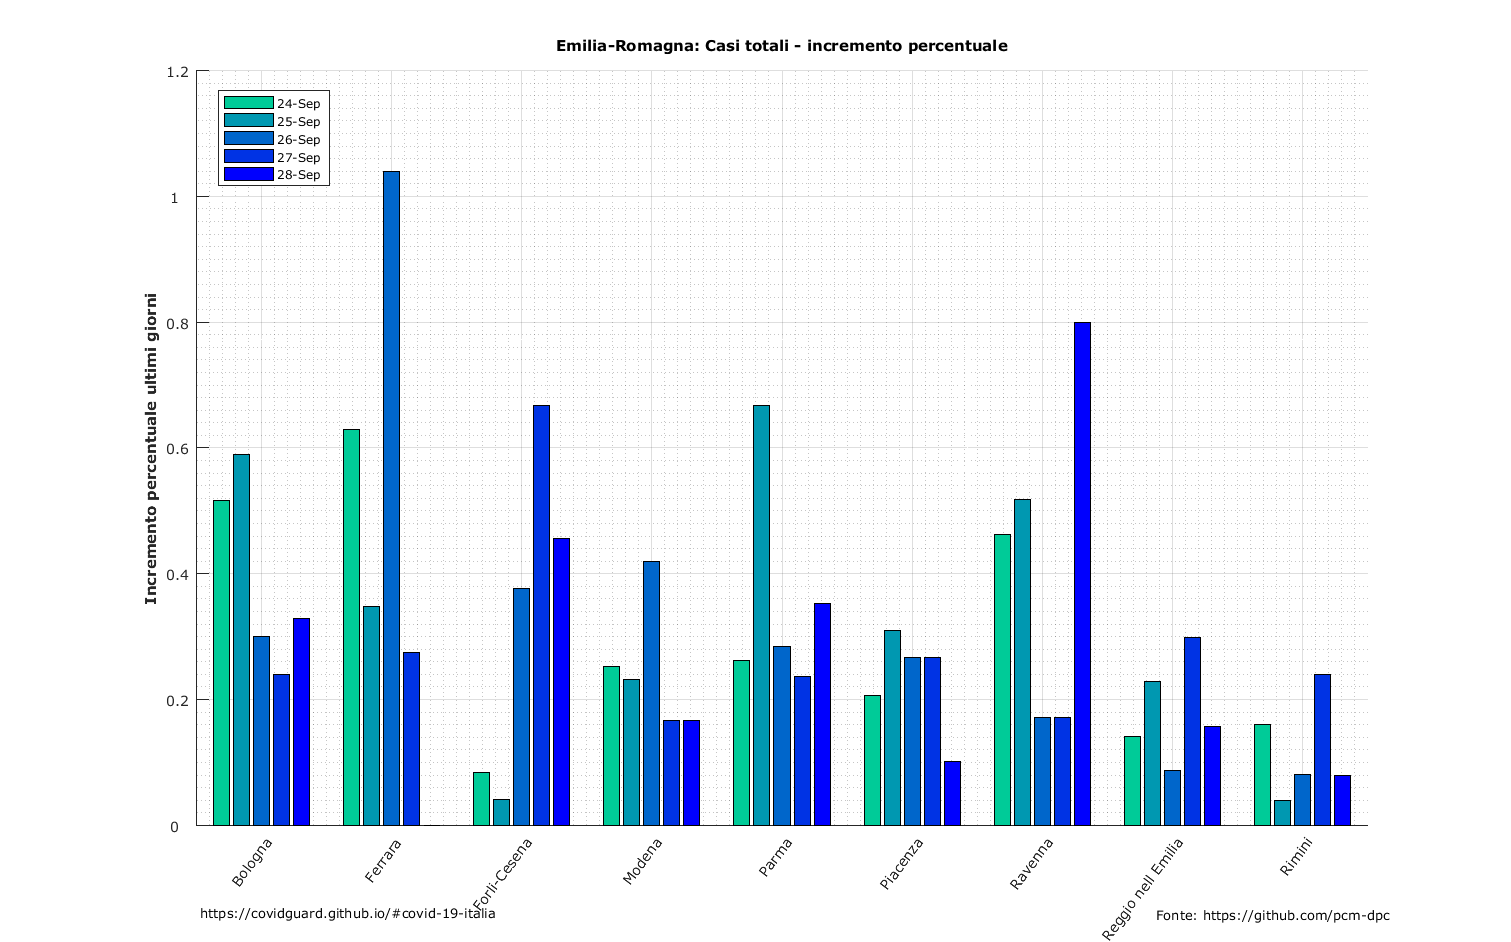 Emilia-Romagna: Casi totali - incremento percentuale
1.2
1
0.8
0.6
0.4
0.2
0
Incremento percentuale ultimi giorni
24-Sep
25-Sep
26-Sep
27-Sep
28-Sep
Bologna
Ferrara
Forlì-Cesena
Modena
Parma
Piacenza
Ravenna
Reggio nell Emilia
Rimini
https://covidguard.github.io/#covid-19-italia
Fonte: https://github.com/pcm-dpc